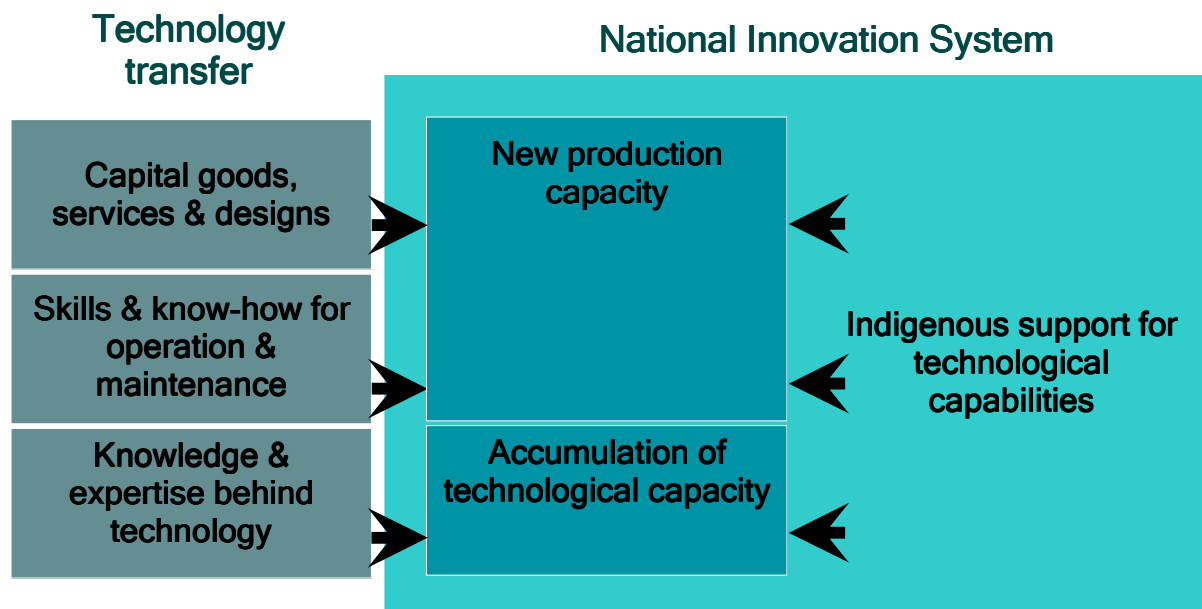 Technology
transfer
National Innovation System
Capital goods,
services & designs
Skills & know-how for
operation &
maintenance
Knowledge &
expertise behind
technology
New production
capacity
Accumulation of
technological capacity
Indigenous support for
technological
capabilities